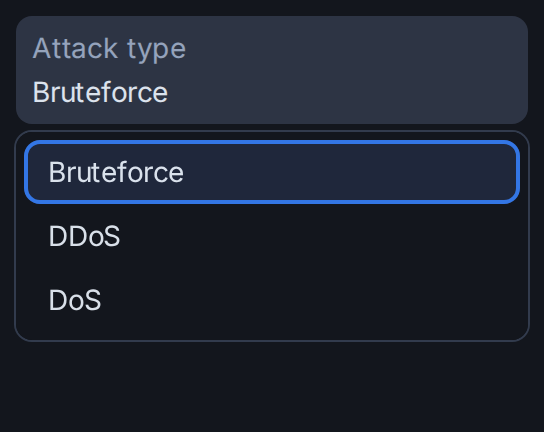 Attack type
Bruteforce
Bruteforce
DDoS
DoS